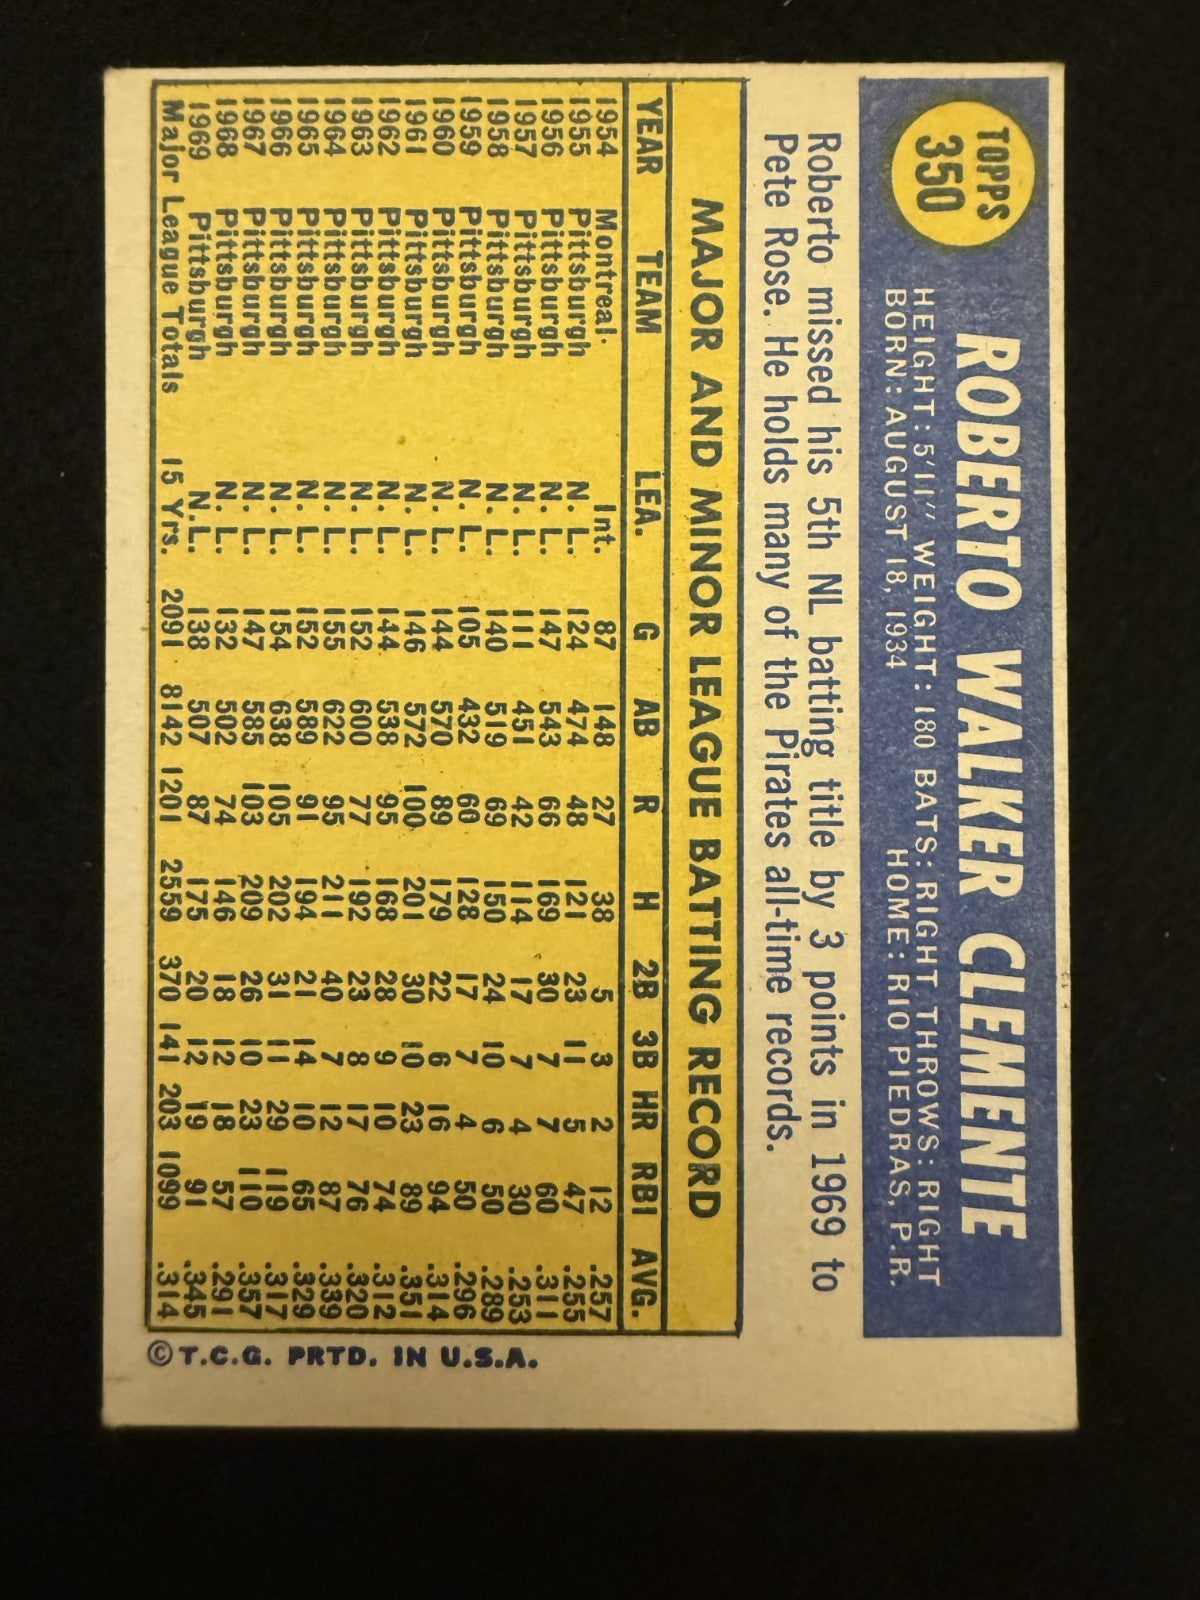 TOPPS
350
ROBERTO WALKER CLEMENTE
HEIGHT: 5'11" WEIGHT: 180 BATS: RIGHT THROWS: RIGHT
BORN: AUGUST 18, 1934 HOME: RIO PIEDRAS, P.R.
Roberto missed his 5th NL batting title by 3 points in 1969 to
Pete Rose. He holds many of the Pirates all-time records.
MAJOR AND MINOR LEAGUE BATTING RECORD
YEAR TEAM LEA. G AB R H 2B 3B HR RBI AVG.
1954 Montreal. Int. 87 148 27 38 5 3 2 12 .257
1955 Pittsburgh N. L. 124 474 48 121 23 11 5 47 .255
1956 Pittsburgh N. L. 147 543 66 169 30 7 7 60 .311
1957 Pittsburgh N. L. 111 451 42 114 17 7 4 30 .253
1958 Pittsburgh N. L. 140 519 69 150 24 10 6 50 .289
1959 Pittsburgh N. L. 105 432 60 128 17 7 4 50 .296
1960 Pittsburgh N. L. 144 570 89 179 22 6 16 94 .314
1961 Pittsburgh N. L. 146 572 100 201 30 10 23 89 .351
1962 Pittsburgh N. L. 144 538 95 168 28 9 10 74 .312
1963 Pittsburgh N. L. 152 600 77 192 23 8 17 76 .320
1964 Pittsburgh N. L. 155 622 95 211 40 7 12 87 .339
1965 Pittsburgh N. L. 152 589 91 194 21 14 10 65 .329
1966 Pittsburgh N. L. 154 638 105 202 31 11 29 119 .317
1967 Pittsburgh N. L. 147 585 103 209 26 10 23 110 .357
1968 Pittsburgh N. L. 132 502 74 146 18 12 18 57 .291
1969 Pittsburgh N. L. 138 507 87 175 20 12 19 91 .345
Major League Totals 15 Yrs. 2091 8142 1201 2559 370 141 203 1099 .314
© T.C.G. PRTD. IN U.S.A.